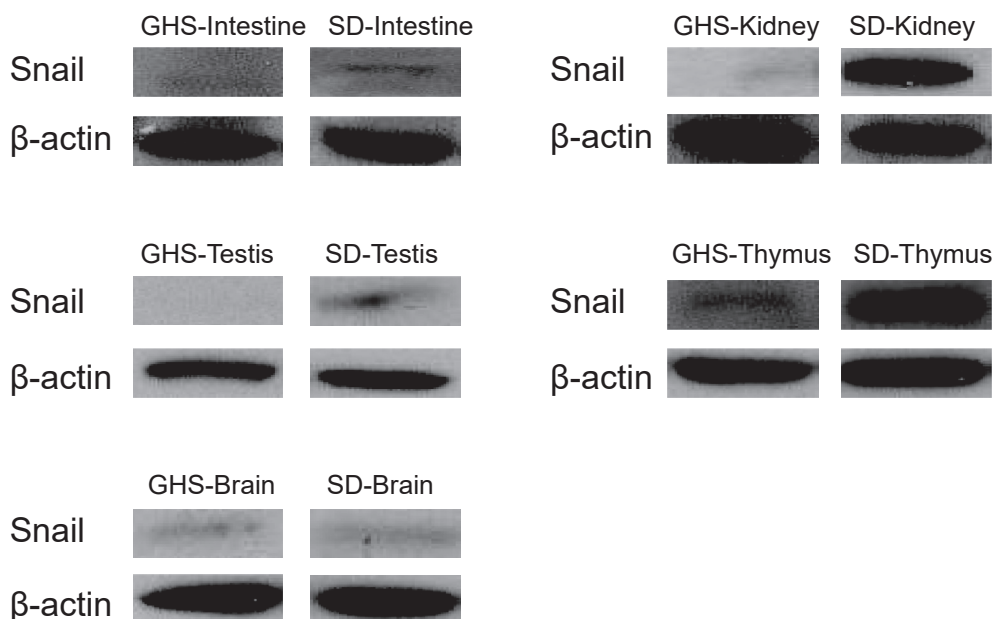 GHS-Intestine SD-Intestine
Snail
β-actin
GHS-Kidney SD-Kidney
Snail
β-actin
GHS-Testis SD-Testis
Snail
β-actin
GHS-Thymus SD-Thymus
Snail
β-actin
GHS-Brain SD-Brain
Snail
β-actin